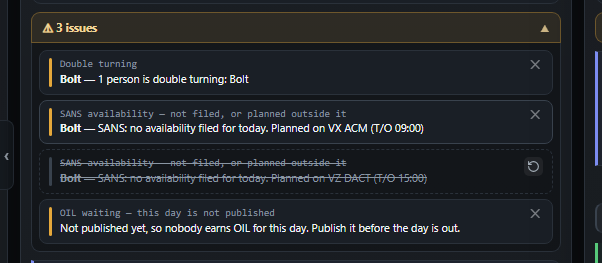 ⚠ 3 issues ▲
Double turning
Bolt — 1 person is double turning: Bolt
SANS availability — not filed, or planned outside it
Bolt — SANS: no availability filed for today. Planned on VX ACM (T/O 09:00)
SANS availability — not filed, or planned outside it
Bolt — SANS: no availability filed for today. Planned on VZ DACT (T/O 15:00)
OIL waiting — this day is not published
Not published yet, so nobody earns OIL for this day. Publish it before the day is out.